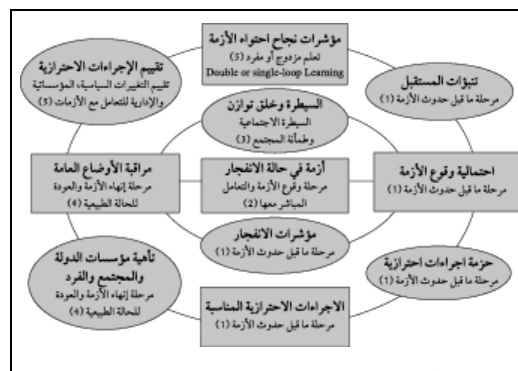 مؤشرات نجاح احتواء الأزمة
تعلم مزدوج أو مفرد (5)
Double or single-loop Learning
تنبؤات المستقبل
مرحلة ما قبل حدوث الأزمة (1)
تقييم الإجراءات الاحترازية
تقييم التغييرات السياسية، المؤسساتية
والإدارية للتعامل مع الأزمات (5)
السيطرة وخلق توازن
السيطرة الاجتماعية
وطمأنة المجتمع (3)
احتمالية وقوع الأزمة
مرحلة ما قبل حدوث الأزمة (1)
أزمة في حالة الانفجار
مرحلة وقوع الأزمة والتعامل
المباشر معها (2)
مراقبة الأوضاع العامة
مرحلة إنهاء الأزمة والعودة
للحالة الطبيعية (4)
مؤشرات الانفجار
مرحلة ما قبل حدوث الأزمة (1)
حزمة اجراءات احترازية
مرحلة ما قبل حدوث الأزمة (1)
تأهية مؤسسات الدولة
والمجتمع والفرد
مرحلة إنهاء الأزمة والعودة
للحالة الطبيعية (4)
الاجراءات الاحترازية المناسبة
مرحلة ما قبل حدوث الأزمة (1)